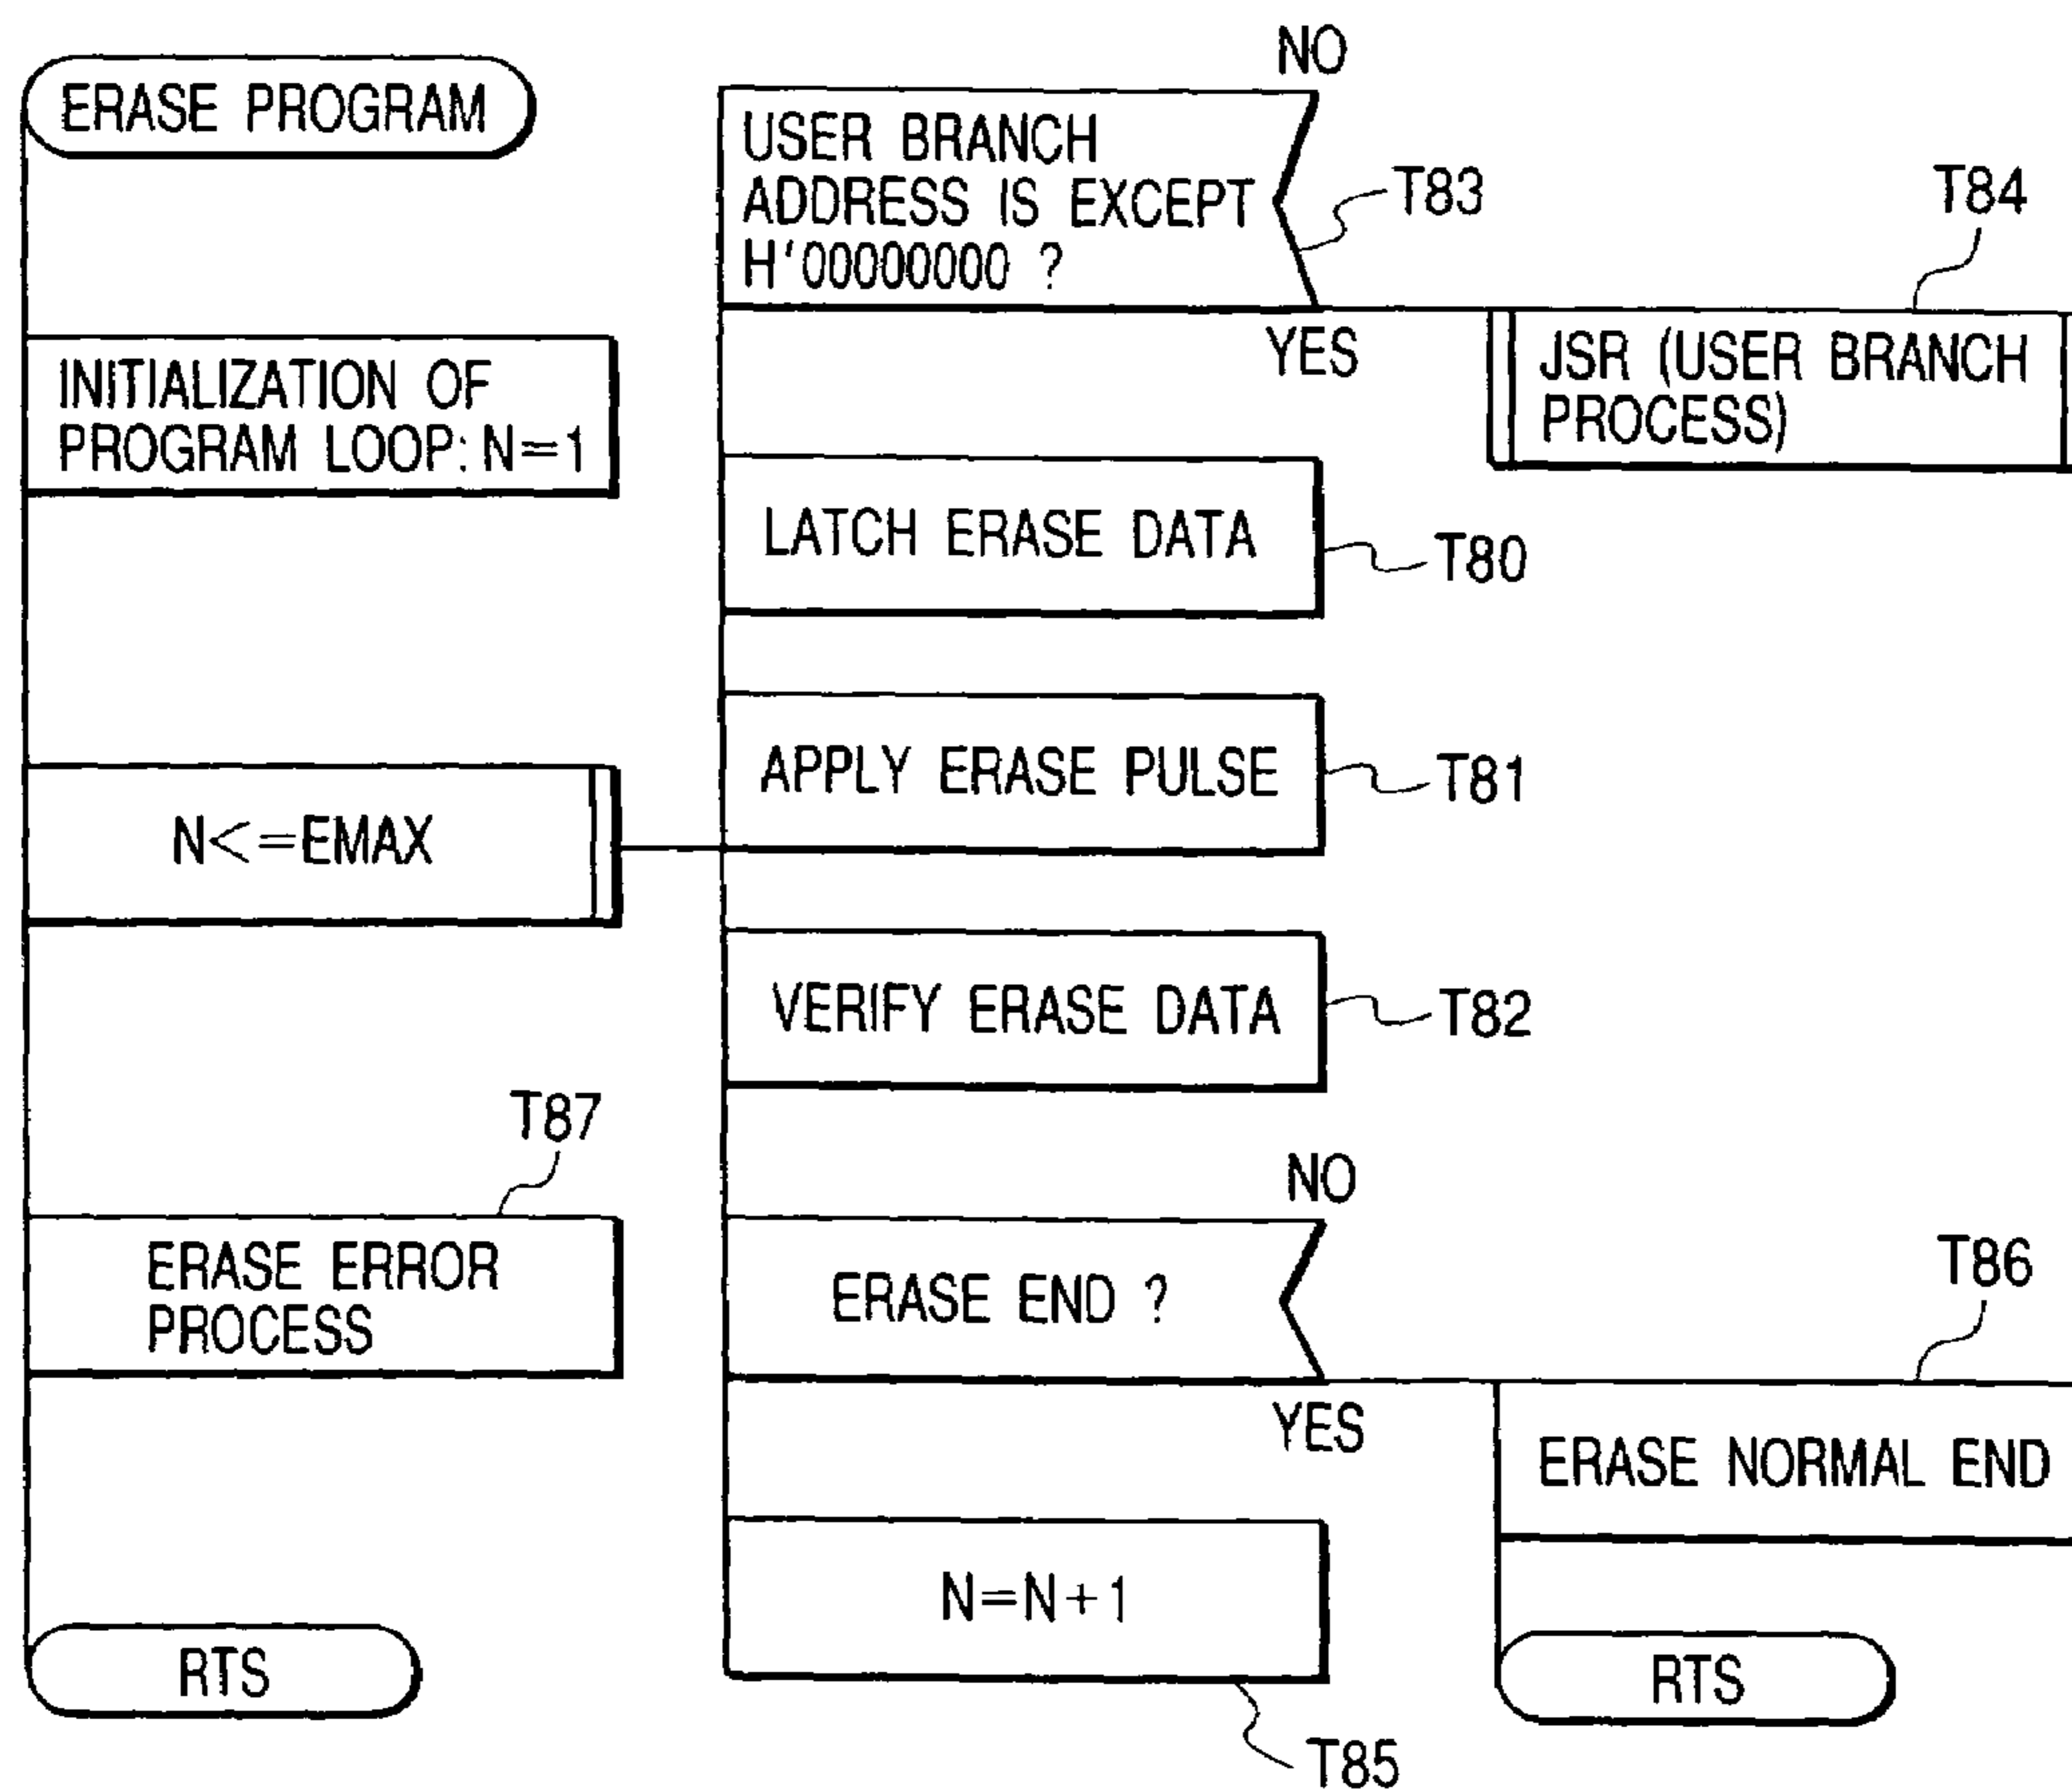 ERASE PROGRAM
INITIALIZATION OF
PROGRAM LOOP: N=1
N<=EMAX
T87
ERASE ERROR
PROCESS
RTS
NO
USER BRANCH
ADDRESS IS EXCEPT
H'00000000 ?
T83
YES
T84
JSR (USER BRANCH
PROCESS)
LATCH ERASE DATA
T80
APPLY ERASE PULSE
T81
VERIFY ERASE DATA
T82
NO
ERASE END ?
YES
T86
ERASE NORMAL END
RTS
N=N+1
T85